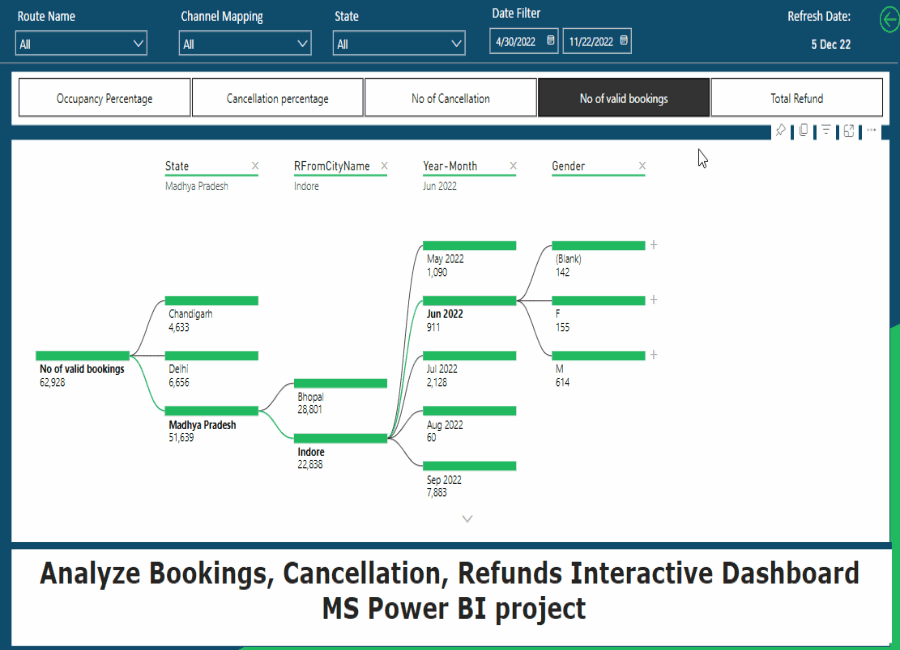 Route Name Channel Mapping State Date Filter Refresh Date:
All All All 4/30/2022 11/22/2022 5 Dec 22
Occupancy Percentage Cancellation percentage No of Cancellation No of valid bookings Total Refund
State RFromCityName Year-Month Gender
Madhya Pradesh Indore Jun 2022
May 2022
1,090
(Blank)
142
Chandigarh
4,633
Jun 2022
911
F
155
No of valid bookings
62,928
Delhi
6,656
Jul 2022
2,128
M
614
Bhopal
28,801
Madhya Pradesh
51,639
Aug 2022
60
Indore
22,838
Sep 2022
7,883
Analyze Bookings, Cancellation, Refunds Interactive Dashboard
MS Power BI project